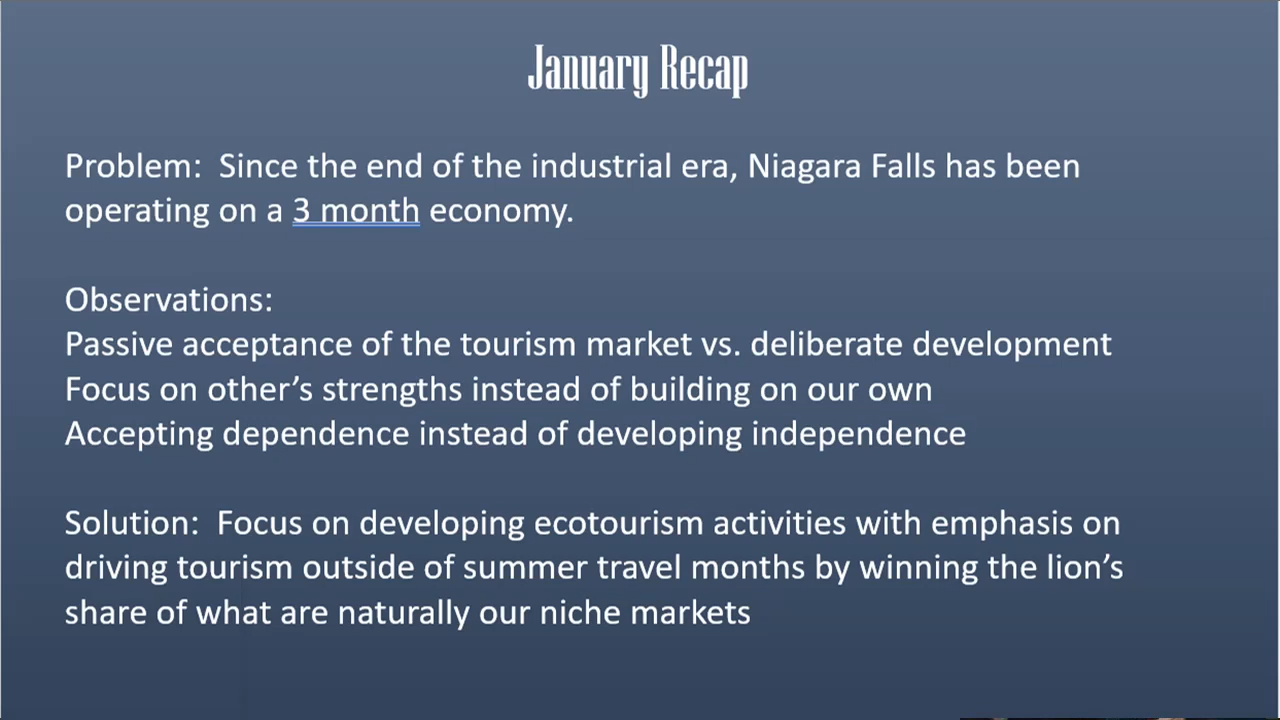 January Recap
Problem:  Since the end of the industrial era, Niagara Falls has been
operating on a 3 month economy.
Observations:
Passive acceptance of the tourism market vs. deliberate development
Focus on other’s strengths instead of building on our own
Accepting dependence instead of developing independence
Solution:  Focus on developing ecotourism activities with emphasis on
driving tourism outside of summer travel months by winning the lion’s
share of what are naturally our niche markets